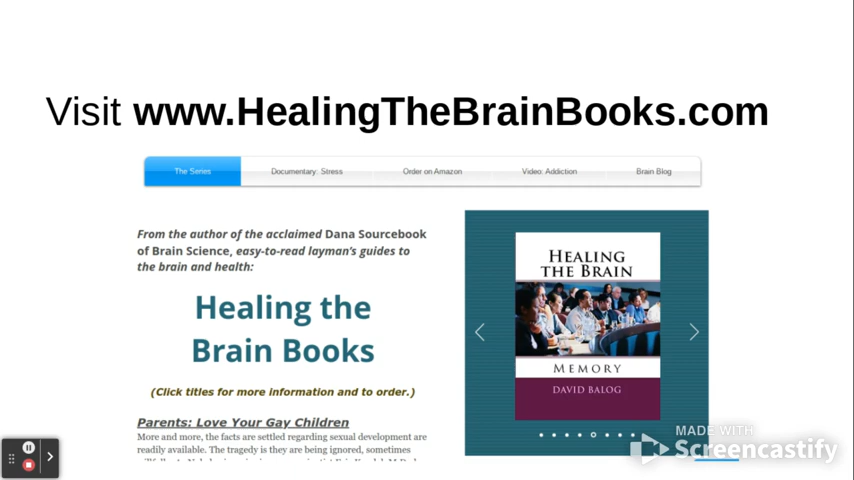 Visit www.HealingTheBrainBooks.com
The Series
Documentary: Stress
Order on Amazon
Video: Addiction
Brain Blog
From the author of the acclaimed Dana Sourcebook
of Brain Science, easy-to-read layman's guides to
the brain and health:
Healing the
Brain Books
(Click titles for more information and to order.)
Parents: Love Your Gay Children
More and more, the facts are settled regarding sexual development are
readily available. The tragedy is they are being ignored, sometimes
HEALING
THE BRAIN
MEMORY
DAVID BALOG
MADE WITH
Screencastify